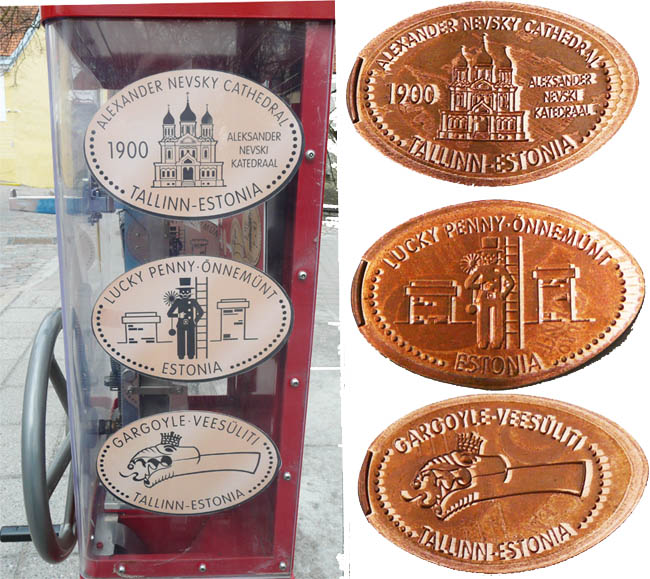 ALEXANDER NEVSKY CATHEDRAL
1900
ALEKSANDER
NEVSKI
KATEDRAAL
TALLINN-ESTONIA
LUCKY PENNY·ÕNNEMÜNT
ESTONIA
GARGOYLE·VEESÜLITI
TALLINN-ESTONIA
ALEXANDER NEVSKY CATHEDRAL
1900
ALEKSANDER
NEVSKI
KATEDRAAL
TALLINN-ESTONIA
LUCKY PENNY·ÕNNEMÜNT
ESTONIA
GARGOYLE-VEESÜLITI
TALLINN-ESTONIA